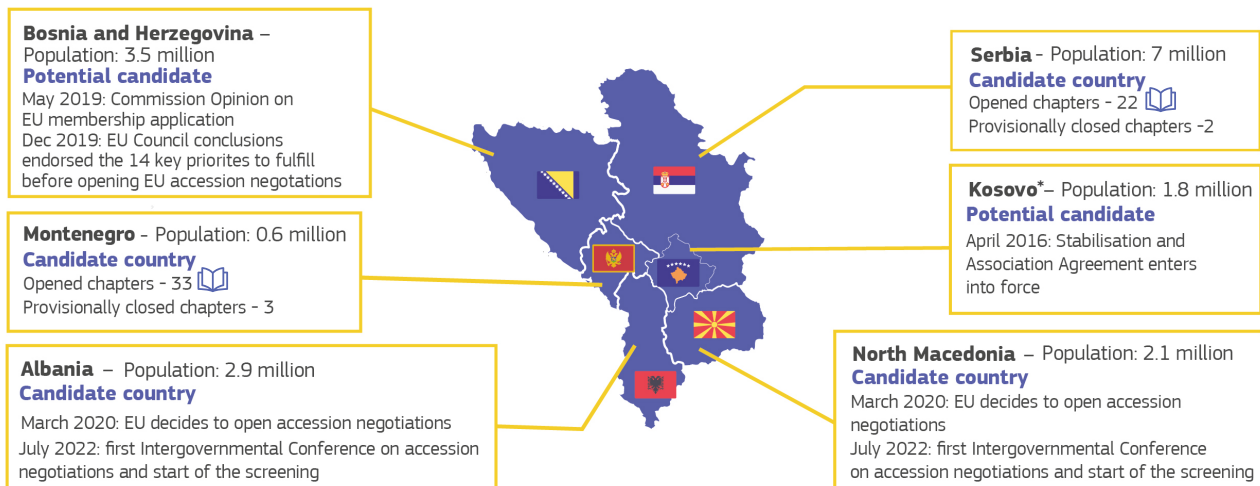 Bosnia and Herzegovina –
Population: 3.5 million
Potential candidate
May 2019: Commission Opinion on
EU membership application
Dec 2019: EU Council conclusions
endorsed the 14 key priorites to fulfill
before opening EU accession negotations
Montenegro - Population: 0.6 million
Candidate country
Opened chapters - 33
Provisionally closed chapters - 3
Albania – Population: 2.9 million
Candidate country
March 2020: EU decides to open accession negotiations
July 2022: first Intergovernmental Conference on accession
negotiations and start of the screening
Serbia - Population: 7 million
Candidate country
Opened chapters - 22
Provisionally closed chapters -2
Kosovo*– Population: 1.8 million
Potential candidate
April 2016: Stabilisation and
Association Agreement enters
into force
North Macedonia – Population: 2.1 million
Candidate country
March 2020: EU decides to open accession
negotiations
July 2022: first Intergovernmental Conference
on accession negotiations and start of the screening